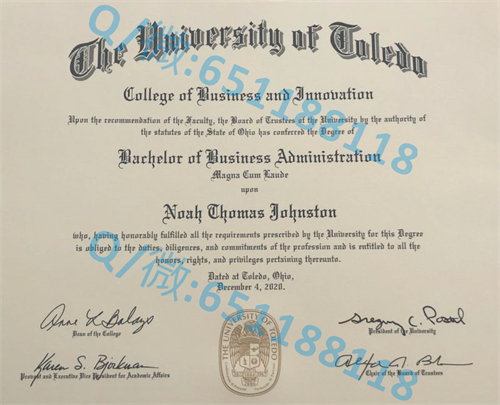 The University of Toledo
College of Business and Innovation
Upon the recommendation of the Faculty, the Board of Trustees of the University by the authority of
the statutes of the State of Ohio has conferred the Degree of
Bachelor of Business Administration
Magna Cum Laude
upon
Noah Thomas Johnston
who, having honorably fulfilled all the requirements prescribed by the University for this Degree
is obliged to the duties, diligences, and commitments of the profession and is entitled to all the
honors, rights, and privileges pertaining thereunto.
Dated at Toledo, Ohio,
December 4, 2020.
Dean of the College
President of the University
Karen S. Bjorkman
Provost and Executive Vice President for Academic Affairs
Chair of the Board of Trustees
THE UNIVERSITY OF TOLEDO
Q/微:651188118
Q/微:651188118